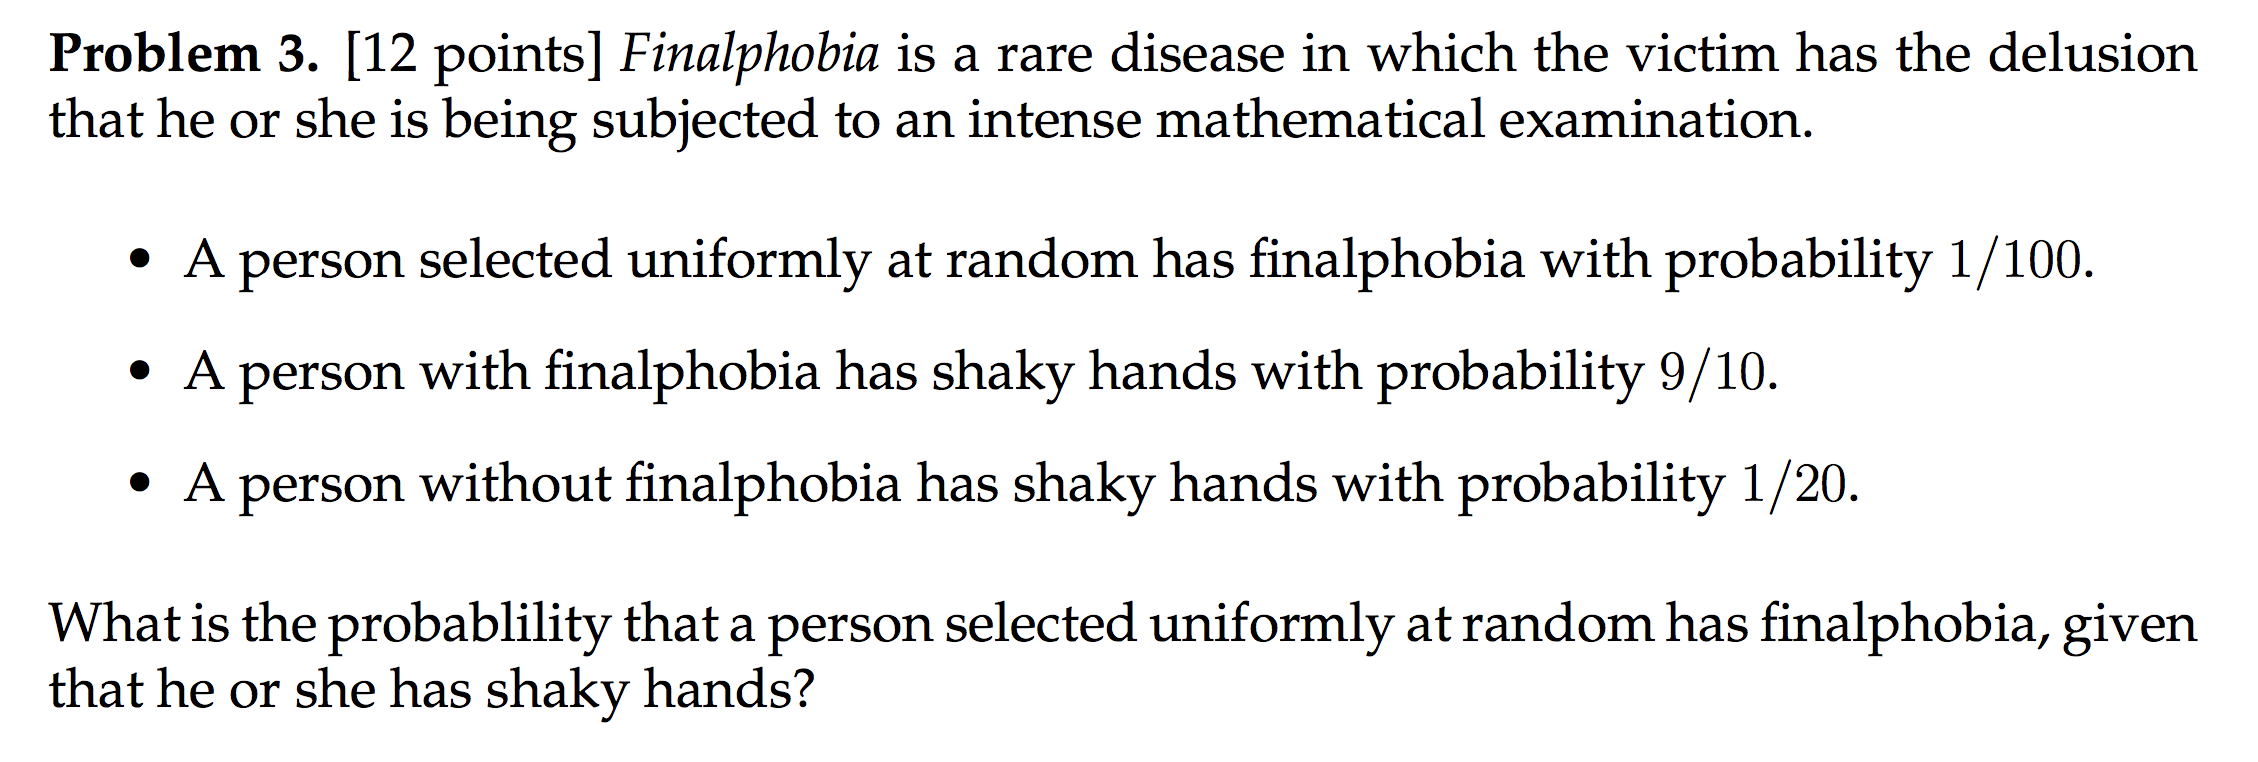 Problem 3. [12 points] Finalphobia is a rare disease in which the victim has the delusion
that he or she is being subjected to an intense mathematical examination.
• A person selected uniformly at random has finalphobia with probability 1/100.
• A person with finalphobia has shaky hands with probability 9/10.
• A person without finalphobia has shaky hands with probability 1/20.
What is the probablility that a person selected uniformly at random has finalphobia, given
that he or she has shaky hands?